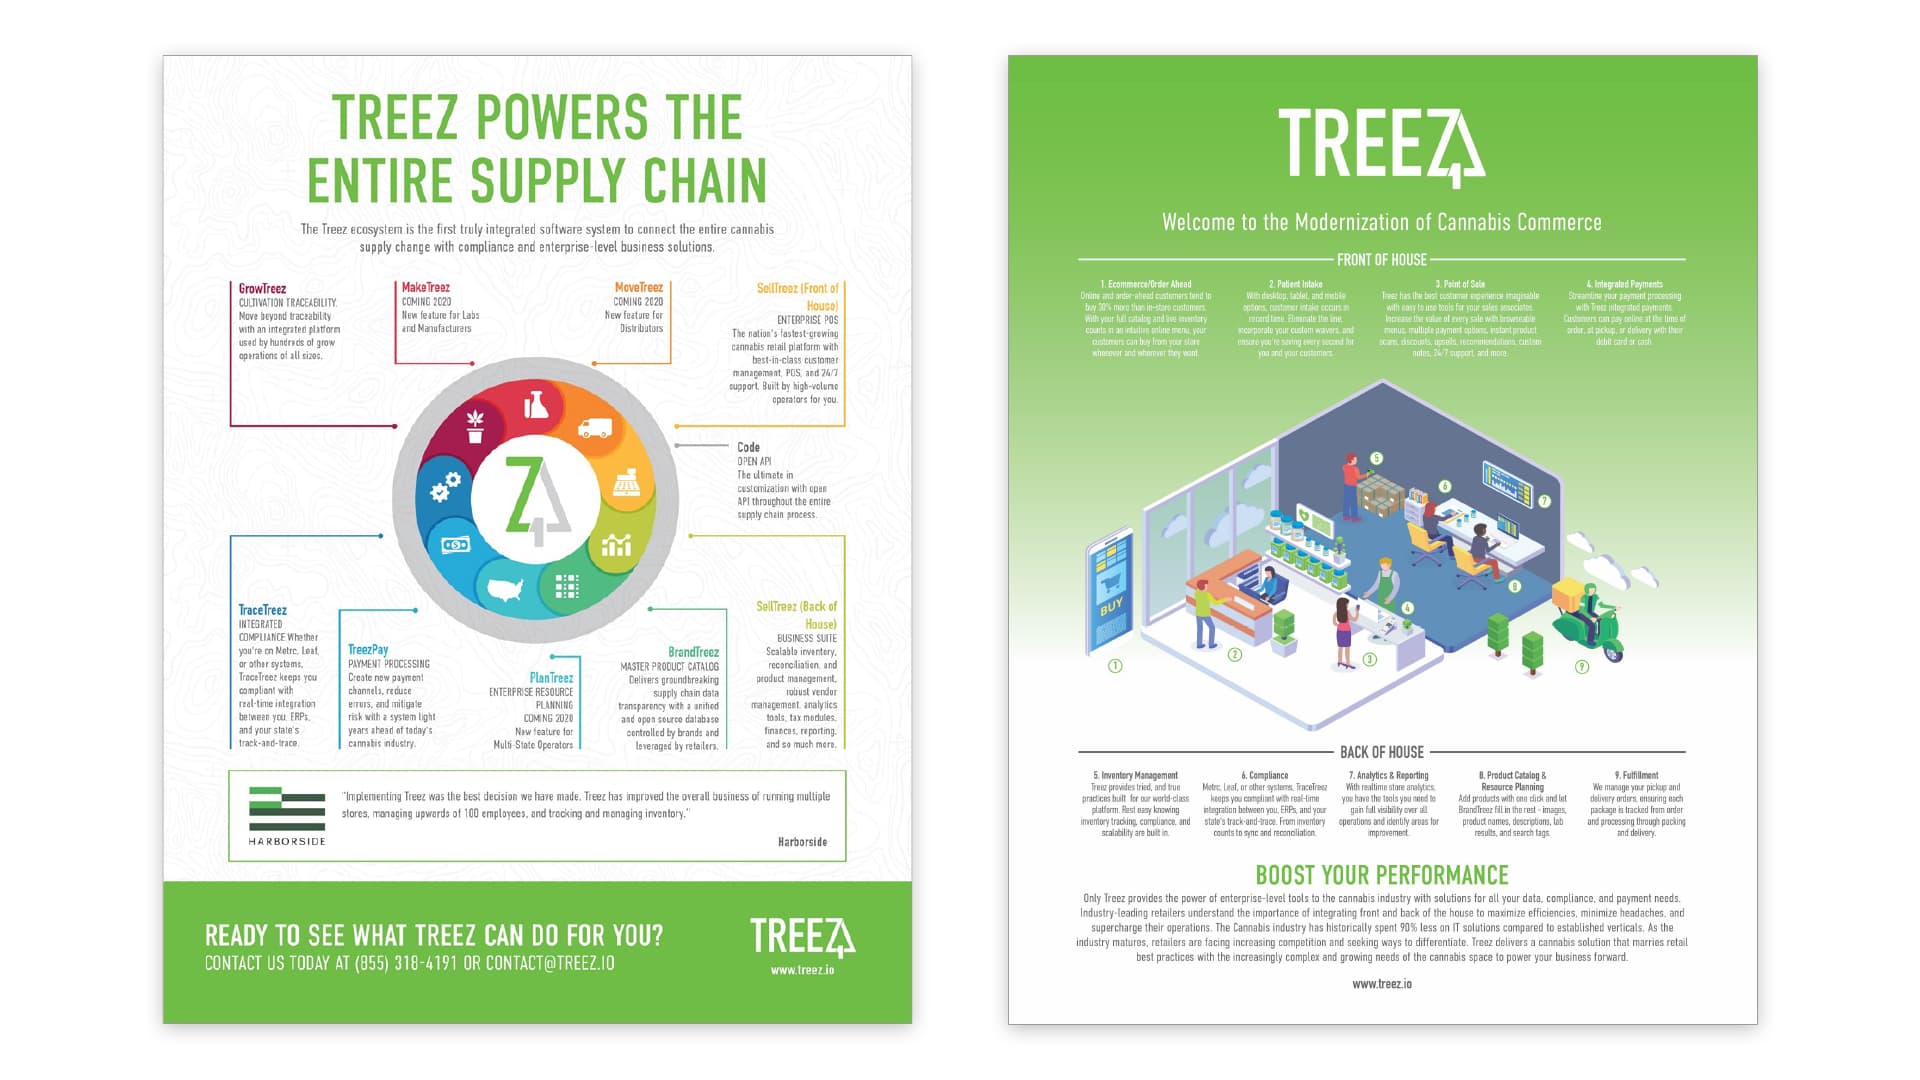 TREEZ POWERS THE
ENTIRE SUPPLY CHAIN
The Treez ecosystem is the first truly integrated software system to connect the entire cannabis
supply change with compliance and enterprise-level business solutions.
GrowTreez
CULTIVATION TRACEABILITY.
Move beyond traceability
with an integrated platform
used by hundreds of grow
operations of all sizes.
MakeTreez
COMING 2020
New feature for Labs
and Manufacturers
MoveTreez
COMING 2020
New feature for
Distributors
SellTreez (Front of
House)
ENTERPRISE POS
The nation's fastest-growing
cannabis retail platform with
best-in-class customer
management, POS, and 24/7
support. Built by high-volume
operators for you.
Code
OPEN API
The ultimate in
customization with open
API throughout the entire
supply chain process.
TraceTreez
INTEGRATED
COMPLIANCE Whether
you're on Metrc, Leaf,
or other systems,
TraceTreez keeps you
compliant with
real-time integration
between you, ERPs,
and your state's
track-and-trace.
TreezPay
PAYMENT PROCESSING
Create new payment
channels, reduce
errors, and mitigate
risk with a system light
years ahead of today's
cannabis industry.
PlanTreez
ENTERPRISE RESOURCE
PLANNING
COMING 2020
New feature for
Multi-State Operators
BrandTreez
MASTER PRODUCT CATALOG
Delivers groundbreaking
supply chain data
transparency with a unified
and open source database
controlled by brands and
leveraged by retailers.
SellTreez (Back of
House)
BUSINESS SUITE
Scalable inventory,
reconciliation, and
product management,
robust vendor
management, analytics
tools, tax modules,
finances, reporting,
and so much more.
HARBORSIDE
"Implementing Treez was the best decision we have made. Treez has improved the overall business of running multiple
stores, managing upwards of 100 employees, and tracking and managing inventory."
Harborside
READY TO SEE WHAT TREEZ CAN DO FOR YOU?
CONTACT US TODAY AT (855) 318-4191 OR CONTACT@TREEZ.IO
TREEZ
www.treez.io
TREEZ
Welcome to the Modernization of Cannabis Commerce
FRONT OF HOUSE
1. Ecommerce/Order Ahead
Online and order-ahead customers tend to
buy 30% more than in-store customers.
With your full catalog and live inventory
counts in an intuitive online menu, your
customers can buy from your store
whenever and wherever they want.
2. Patient Intake
With desktop, tablet, and mobile
options, customer intake occurs in
record time. Eliminate the line,
incorporate your custom waivers, and
ensure you're saving every second for
you and your customers.
3. Point of Sale
Treez has the best customer experience imaginable
with easy to use tools for your sales associates.
Increase the value of every sale with browseable
menus, multiple payment options, instant product
scans, discounts, upsells, recommendations, custom
notes, 24/7 support, and more.
4. Integrated Payments
Streamline your payment processing
with Treez integrated payments.
Customers can pay online at the time of
order, at pickup, or delivery with their
debit card or cash.
BUY
1
2
3
4
5
6
7
8
9
BACK OF HOUSE
5. Inventory Management
Treez provides tried, and true
practices built for our world-class
platform. Rest easy knowing
inventory tracking, compliance, and
scalability are built in.
6. Compliance
Metrc, Leaf, or other systems, TraceTreez
keeps you compliant with real-time
integration between you, ERPs, and your
state's track-and-trace. From inventory
counts to sync and reconciliation.
7. Analytics & Reporting
With realtime store analytics,
you have the tools you need to
gain full visibility over all
operations and identify areas for
improvement.
8. Product Catalog &
Resource Planning
Add products with one click and let
BrandTreez fill in the rest - images,
product names, descriptions, lab
results, and search tags.
9. Fulfillment
We manage your pickup and
delivery orders, ensuring each
package is tracked from order
and processing through packing
and delivery.
BOOST YOUR PERFORMANCE
Only Treez provides the power of enterprise-level tools to the cannabis industry with solutions for all your data, compliance, and payment needs.
Industry-leading retailers understand the importance of integrating front and back of the house to maximize efficiencies, minimize headaches, and
supercharge their operations. The Cannabis industry has historically spent 90% less on IT solutions compared to established verticals. As the
industry matures, retailers are facing increasing competition and seeking ways to differentiate. Treez delivers a cannabis solution that marries retail
best practices with the increasingly complex and growing needs of the cannabis space to power your business forward.
www.treez.io